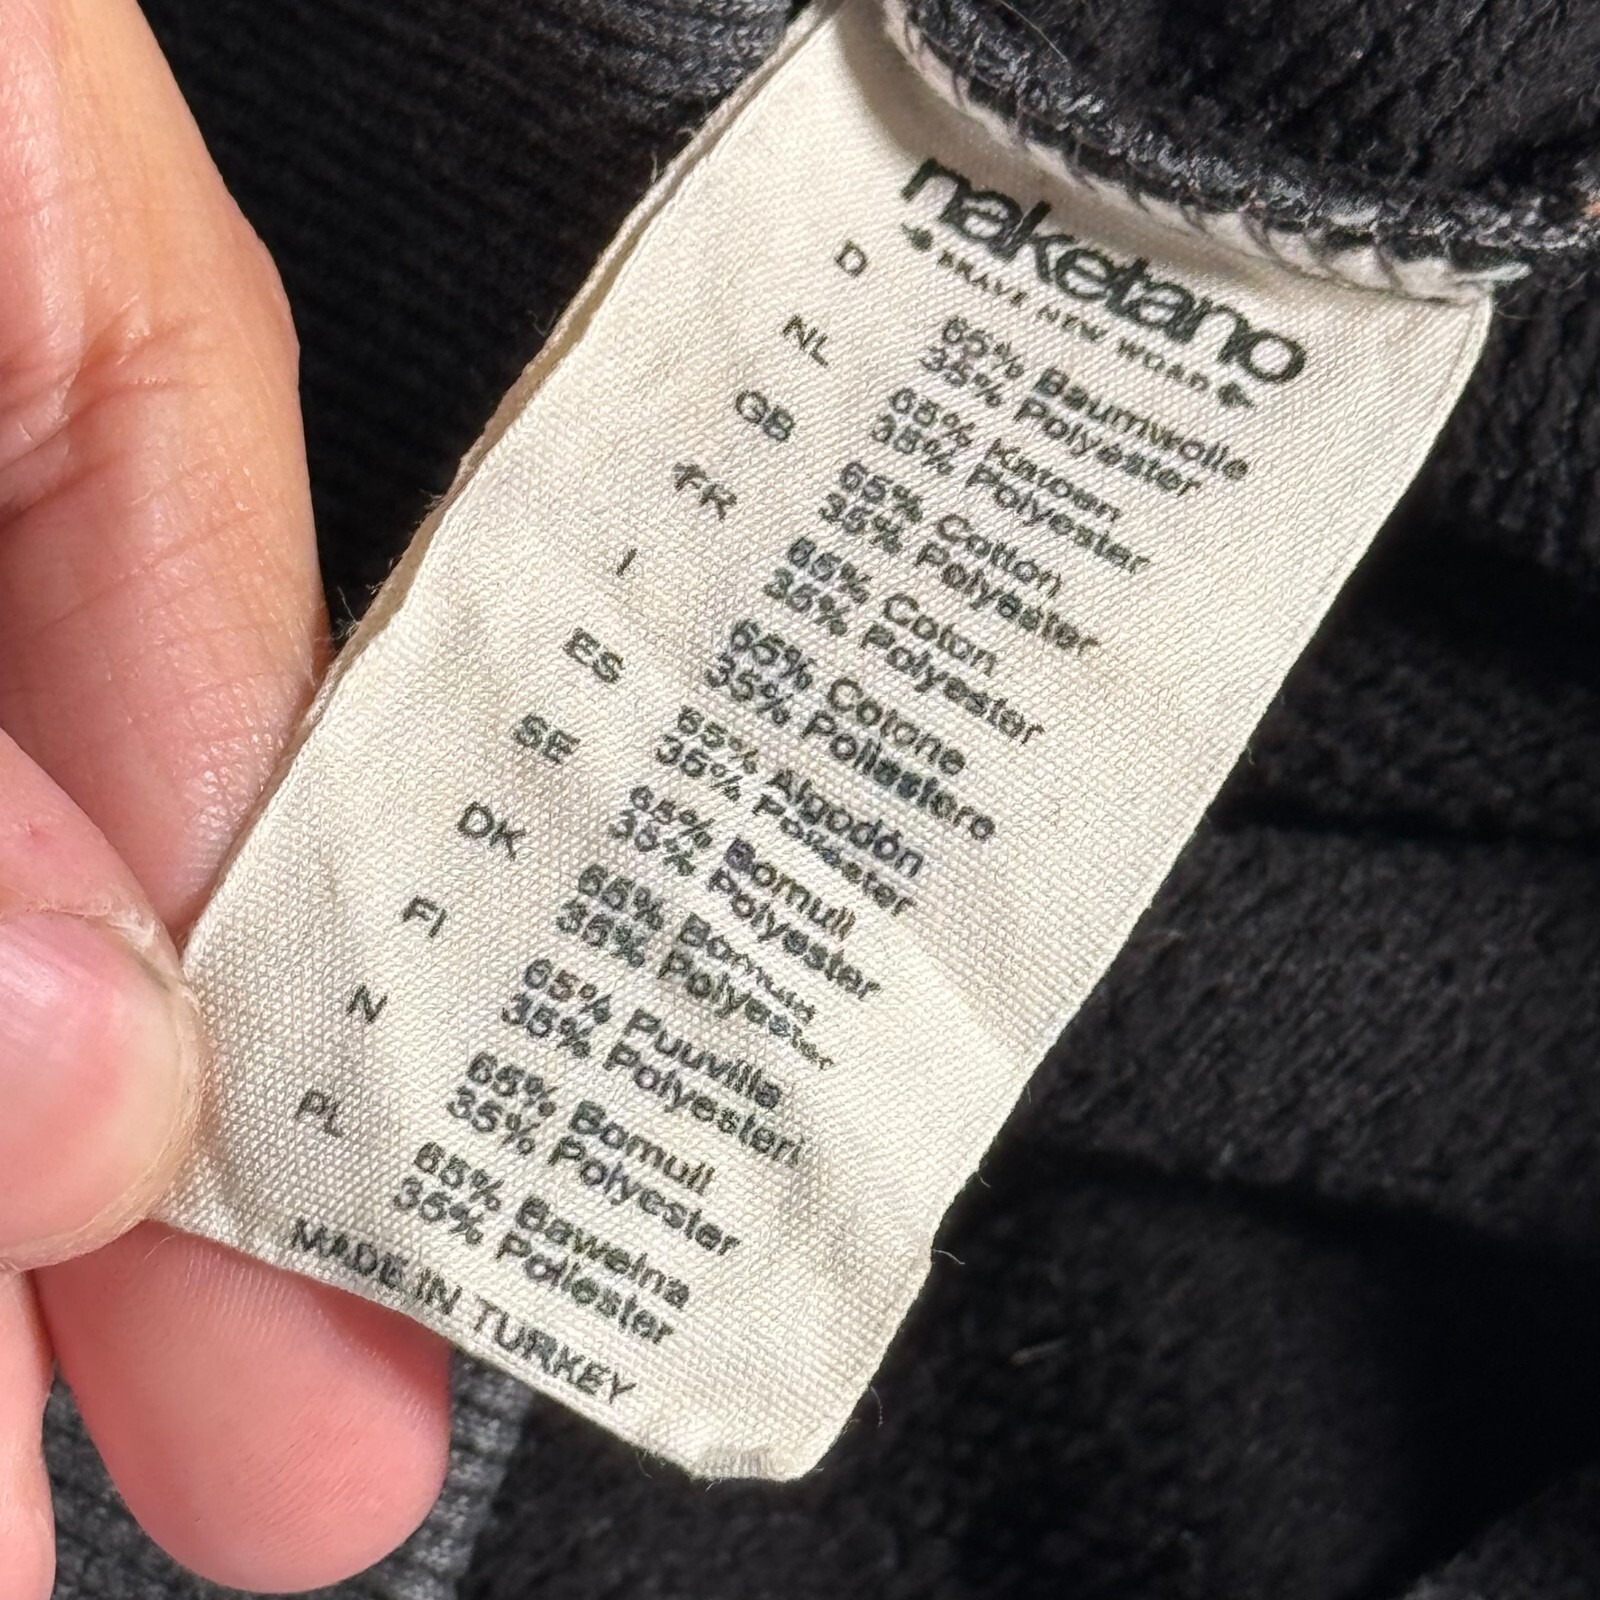 naketano
BRAVE NEW WORLD
D 65% Baumwolle
35% Polyester
NL 65% Katoen
35% Polyester
GB 65% Cotton
35% Polyester
FR 65% Coton
35% Polyester
I 65% Cotone
35% Poliestere
ES 65% Algodón
35% Poliéster
SE 65% Bomull
35% Polyester
DK 65% Bomuld
35% Polyester
FI 65% Puuvilla
35% Polyesteri
N 65% Bomull
35% Polyester
PL 65% Bawełna
35% Poliester
MADE IN TURKEY